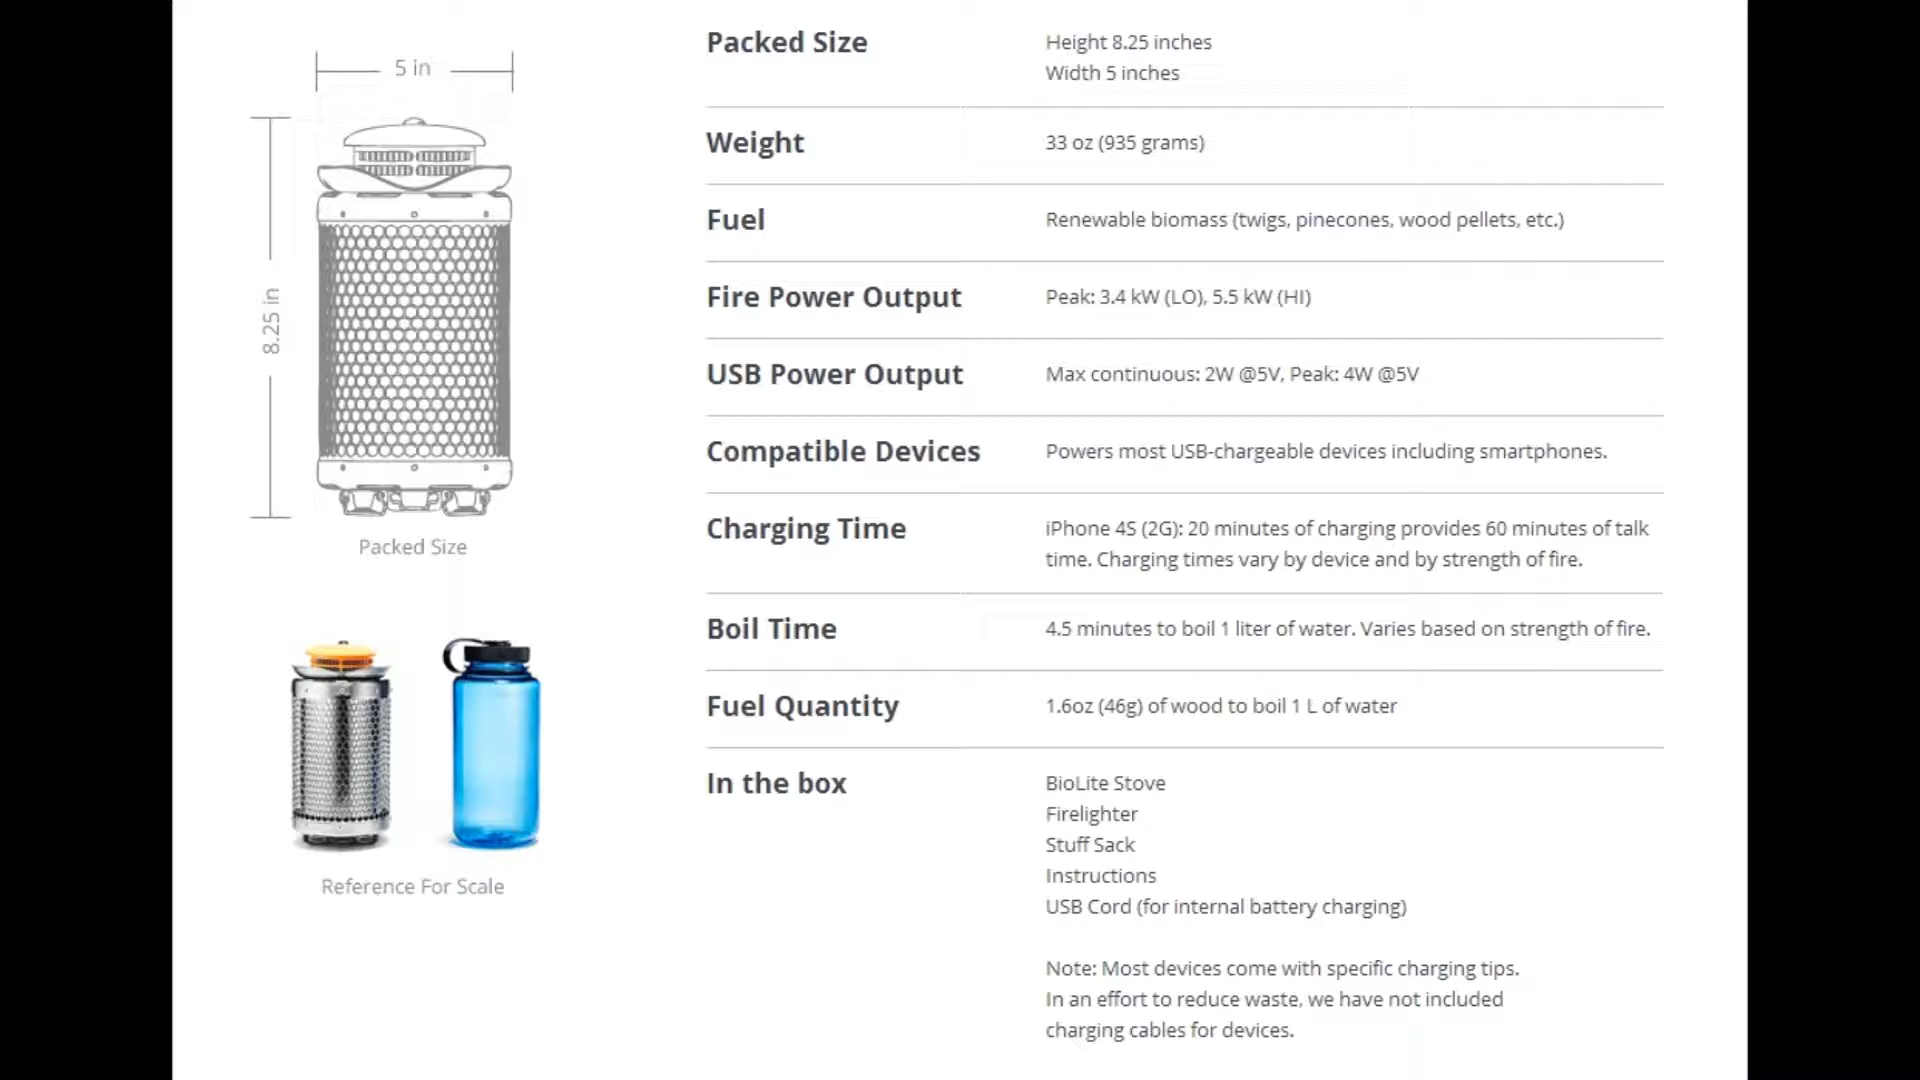 5 in
8.25 in
Packed Size
Reference For Scale
Packed Size
Height 8.25 inches
Width 5 inches
Weight
33 oz (935 grams)
Fuel
Renewable biomass (twigs, pinecones, wood pellets, etc.)
Fire Power Output
Peak: 3.4 kW (LO), 5.5 kW (HI)
USB Power Output
Max continuous: 2W @5V, Peak: 4W @5V
Compatible Devices
Powers most USB-chargeable devices including smartphones.
Charging Time
iPhone 4S (2G): 20 minutes of charging provides 60 minutes of talk
time. Charging times vary by device and by strength of fire.
Boil Time
4.5 minutes to boil 1 liter of water. Varies based on strength of fire.
Fuel Quantity
1.6oz (46g) of wood to boil 1 L of water
In the box
BioLite Stove
Firelighter
Stuff Sack
Instructions
USB Cord (for internal battery charging)
Note: Most devices come with specific charging tips.
In an effort to reduce waste, we have not included
charging cables for devices.